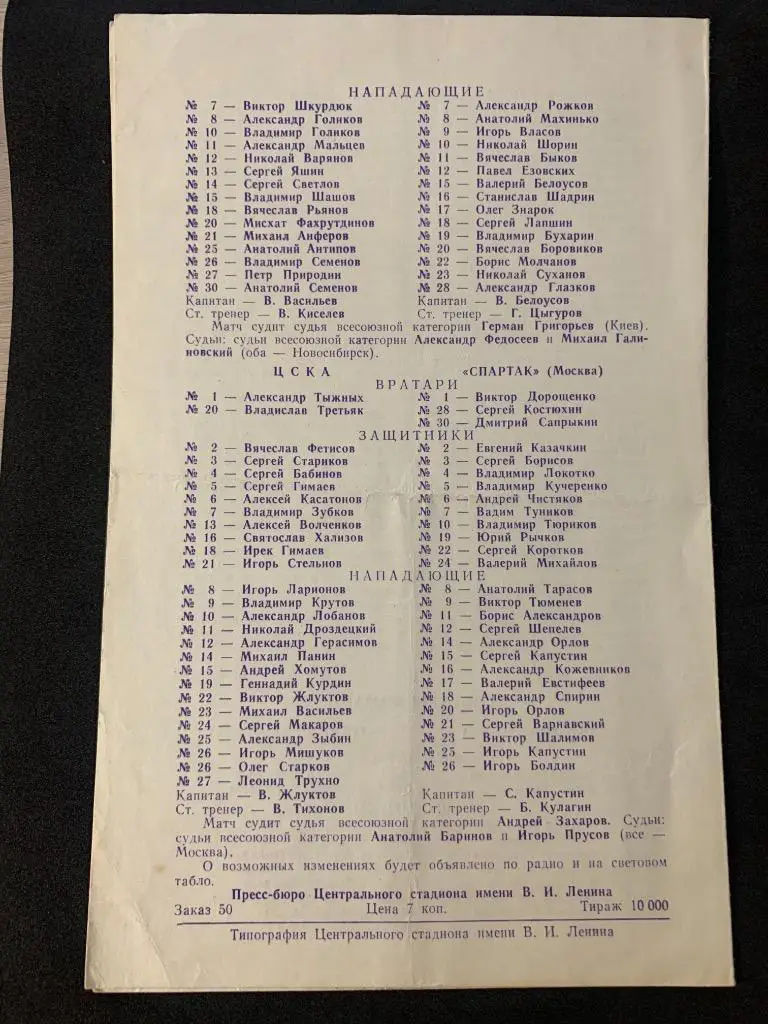 НАПАДАЮЩИЕ
№ 7 — Виктор Шкурдюк № 7 — Александр Рожков
№ 8 — Александр Голиков № 8 — Анатолий Махинько
№ 10 — Владимир Голиков № 9 — Игорь Власов
№ 11 — Александр Мальцев № 10 — Николай Шорин
№ 12 — Николай Варянов № 11 — Вячеслав Быков
№ 13 — Сергей Яшин № 12 — Павел Езовских
№ 14 — Сергей Светлов № 15 — Валерий Белоусов
№ 15 — Владимир Шашов № 16 — Станислав Шадрин
№ 18 — Вячеслав Рьянов № 17 — Олег Знарок
№ 20 — Мисхат Фахрутдинов № 18 — Сергей Лапшин
№ 21 — Михаил Анферов № 19 — Владимир Бухарин
№ 25 — Анатолий Антипов № 20 — Вячеслав Боровиков
№ 26 — Владимир Семенов № 22 — Борис Молчанов
№ 27 — Петр Природин № 23 — Николай Суханов
№ 30 — Анатолий Семенов № 28 — Александр Глазков
Капитан — В. Васильев Капитан — В. Белоусов
Ст. тренер — В. Киселев Ст. тренер — Г. Цыгуров
Матч судит судья всесоюзной категории Герман Григорьев (Киев).
Судьи: судьи всесоюзной категории Александр Федосеев и Михаил Гали-
новский (оба — Новосибирск).
ЦСКА «СПАРТАК» (Москва)
ВРАТАРИ
№ 1 — Александр Тыжных № 1 — Виктор Дорощенко
№ 20 — Владислав Третьяк № 28 — Сергей Костюхин
№ 30 — Дмитрий Сапрыкин
ЗАЩИТНИКИ
№ 2 — Вячеслав Фетисов № 2 — Евгений Казачкин
№ 3 — Сергей Стариков № 3 — Сергей Борисов
№ 4 — Сергей Бабинов № 4 — Владимир Локотко
№ 5 — Сергей Гимаев № 5 — Владимир Кучеренко
№ 6 — Алексей Касатонов № 6 — Андрей Чистяков
№ 7 — Владимир Зубков № 7 — Вадим Туников
№ 13 — Алексей Волченков № 10 — Владимир Тюриков
№ 16 — Святослав Хализов № 19 — Юрий Рычков
№ 18 — Ирек Гимаев № 22 — Сергей Коротков
№ 21 — Игорь Стельнов № 24 — Валерий Михайлов
НАПАДАЮЩИЕ
№ 8 — Игорь Ларионов № 8 — Анатолий Тарасов
№ 9 — Владимир Крутов № 9 — Виктор Тюменев
№ 10 — Александр Лобанов № 11 — Борис Александров
№ 11 — Николай Дроздецкий № 12 — Сергей Шепелев
№ 12 — Александр Герасимов № 14 — Александр Орлов
№ 14 — Михаил Панин № 15 — Сергей Капустин
№ 15 — Андрей Хомутов № 16 — Александр Кожевников
№ 19 — Геннадий Курдин № 17 — Валерий Евстифеев
№ 22 — Виктор Жлуктов № 18 — Александр Спирин
№ 23 — Михаил Васильев № 20 — Игорь Орлов
№ 24 — Сергей Макаров № 21 — Сергей Варнавский
№ 25 — Александр Зыбин № 23 — Виктор Шалимов
№ 26 — Игорь Мишуков № 25 — Игорь Капустин
№ 26 — Олег Старков № 26 — Игорь Болдин
№ 27 — Леонид Трухно
Капитан — В. Жлуктов Капитан — С. Капустин
Ст. тренер — В. Тихонов Ст. тренер — Б. Кулагин
Матч судит судья всесоюзной категории Андрей Захаров. Судьи:
судьи всесоюзной категории Анатолий Баринов и Игорь Прусов (все —
Москва).
О возможных изменениях будет объявлено по радио и на световом
табло.
Пресс-бюро Центрального стадиона имени В. И. Ленина
Заказ 50 Цена 7 коп. Тираж 10 000
Типография Центрального стадиона имени В. И. Ленина